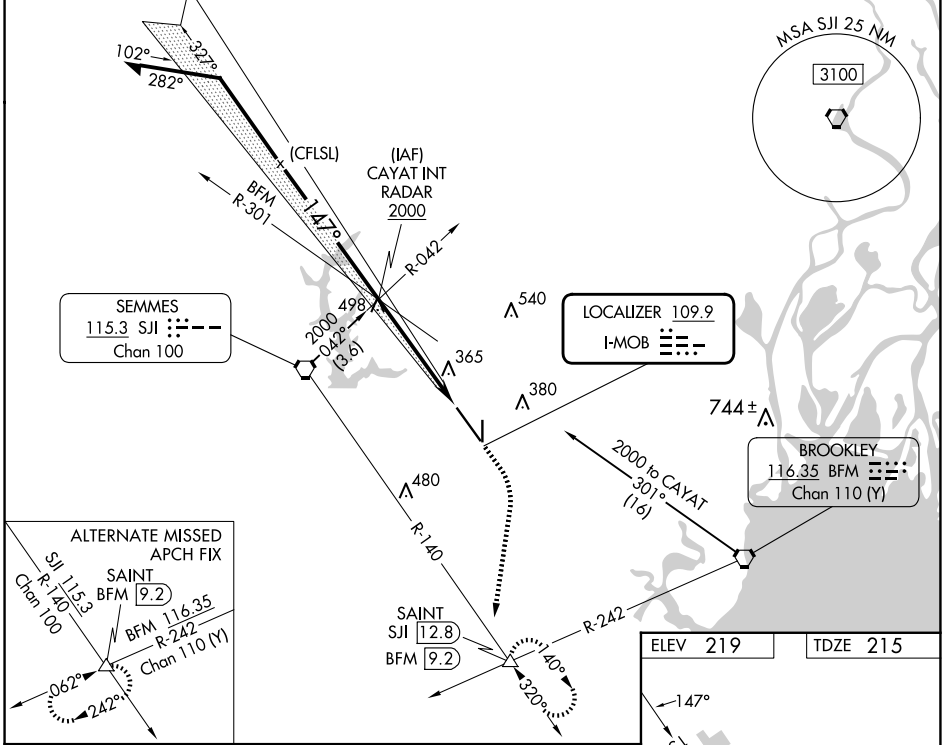 MSA SJI 25 NM
3100
327°
102°
282°
(CFLSL)
(IAF)
CAYAT INT
RADAR
2000
BFM
R-301
147°
R-042
498
540
SEMMES
115.3 SJI
Chan 100
2000
042°
(3.6)
LOCALIZER 109.9
I-MOB
365
380
744±
BROOKLEY
116.35 BFM
Chan 110 (Y)
2000 to CAYAT
301°
(16)
480
R-140
ALTERNATE MISSED
APCH FIX
SJI 115.3
R-140
Chan 100
SAINT
BFM 9.2
BFM 116.35
R-242
Chan 110 (Y)
062°
242°
SAINT
SJI 12.8
BFM 9.2
R-242
140°
320°
ELEV 219
TDZE 215
147°